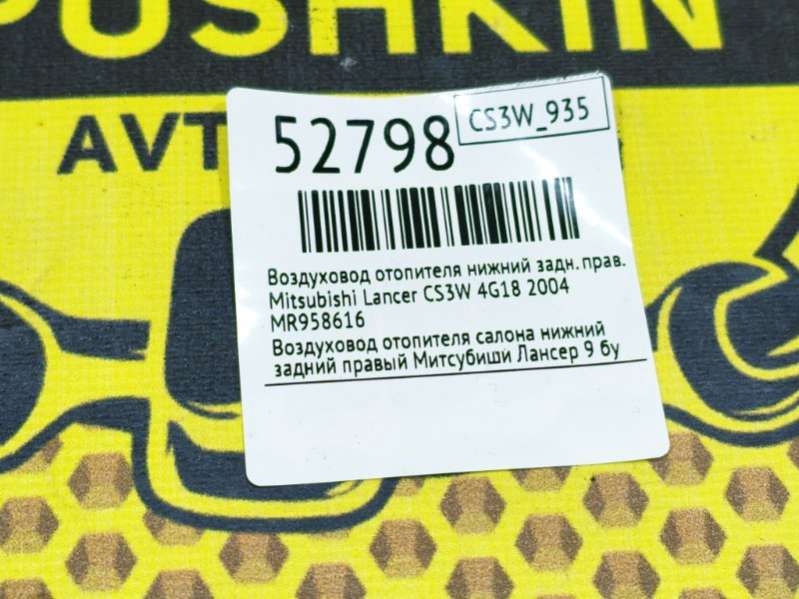 PUSHKIN
АVТ
52798
CS3W_935
Воздуховод отопителя нижний задн. прав.
Mitsubishi Lancer CS3W 4G18 2004
MR958616
Воздуховод отопителя салона нижний
задний правый Митсубиши Лансер 9 бу